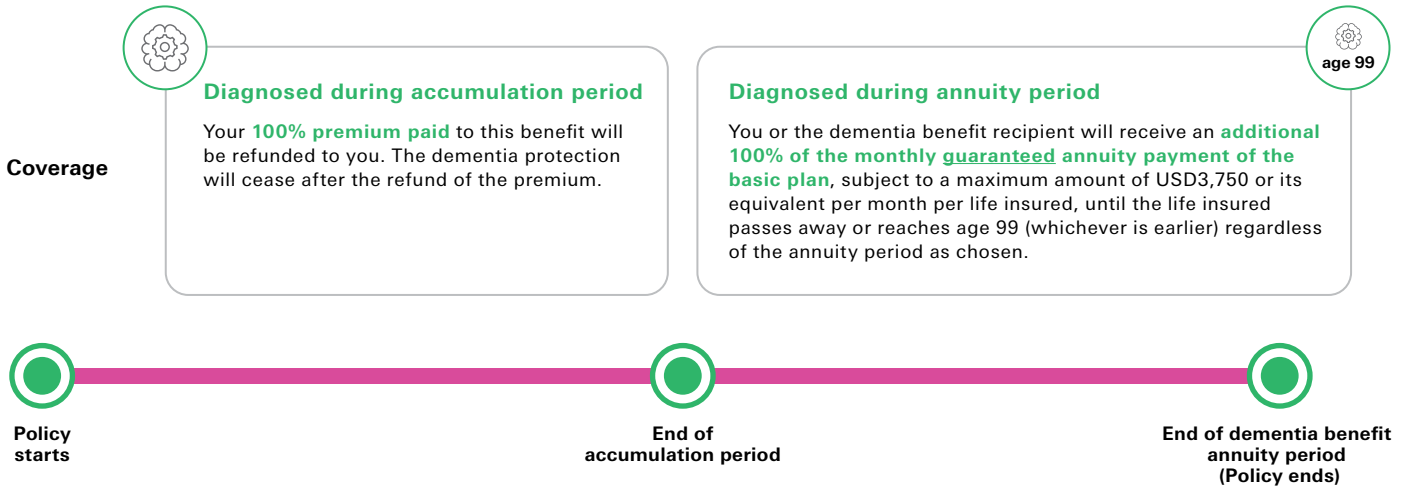 age 99
Coverage
Diagnosed during accumulation period
Your 100% premium paid to this benefit will
be refunded to you. The dementia protection
will cease after the refund of the premium.
Diagnosed during annuity period
You or the dementia benefit recipient will receive an additional
100% of the monthly guaranteed annuity payment of the
basic plan, subject to a maximum amount of USD3,750 or its
equivalent per month per life insured, until the life insured
passes away or reaches age 99 (whichever is earlier) regardless
of the annuity period as chosen.
Policy
starts
End of
accumulation period
End of dementia benefit
annuity period
(Policy ends)